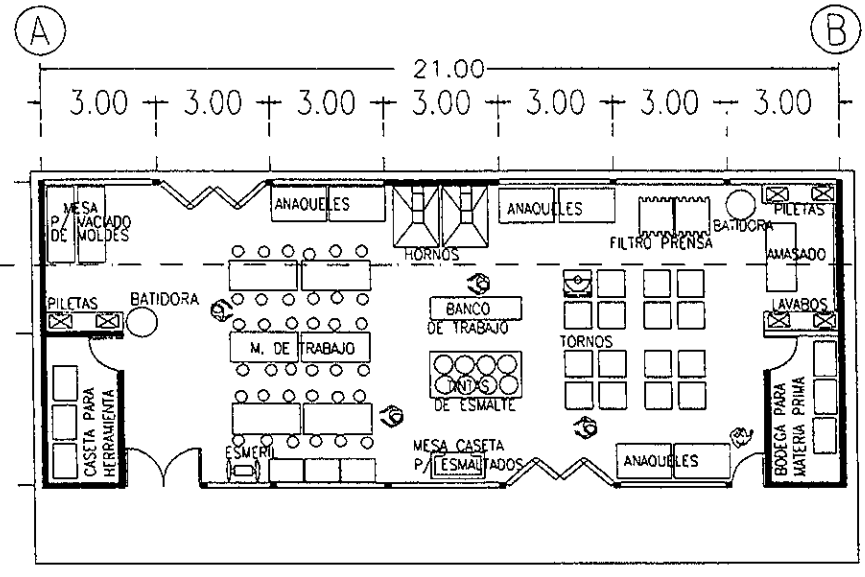 A
B
21.00
3.00 3.00 3.00 3.00 3.00 3.00 3.00
MESA
P/ VACIADO
DE MOLDES
ANAQUELES
HORNOS
ANAQUELES
FILTRO PRENSA
BATIDORA
PILETAS
AMASADO
PILETAS
BATIDORA
BANCO
DE TRABAJO
LAVABOS
M. DE TRABAJO
TORNOS
TINTAS
DE ESMALTE
CASETA PARA
HERRAMIENTA
ESMERIL
MESA CASETA
P/ ESMALTADOS
ANAQUELES
BODEGA PARA
MATERIA PRIMA